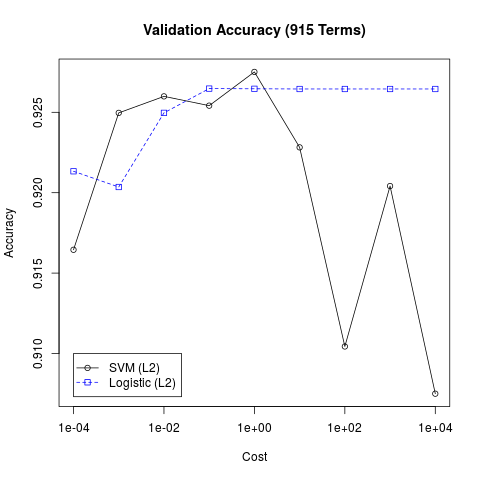 Validation Accuracy (915 Terms)
Accuracy
0.925
0.920
0.915
0.910
SVM (L2)
Logistic (L2)
1e-04 1e-02 1e+00 1e+02 1e+04
Cost